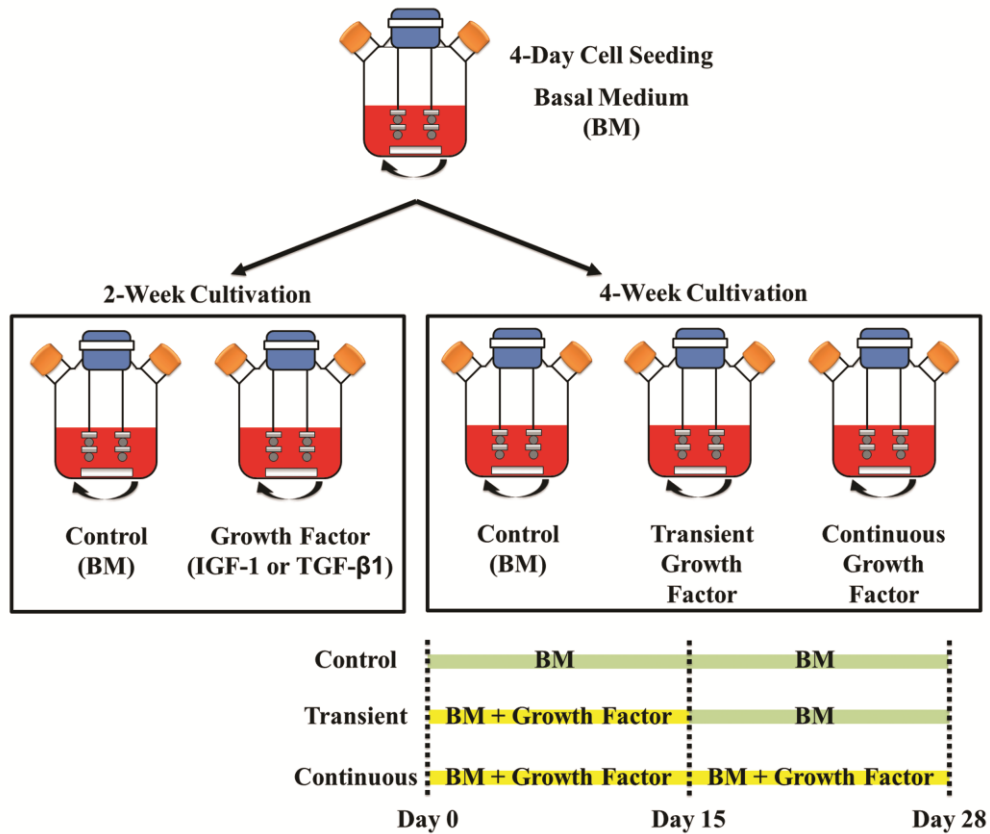 4-Day Cell Seeding
Basal Medium
(BM)
2-Week Cultivation
4-Week Cultivation
Control
(BM)
Growth Factor
(IGF-1 or TGF-β1)
Control
(BM)
Transient
Growth
Factor
Continuous
Growth
Factor
Control BM BM
Transient BM + Growth Factor BM
Continuous BM + Growth Factor BM + Growth Factor
Day 0 Day 15 Day 28